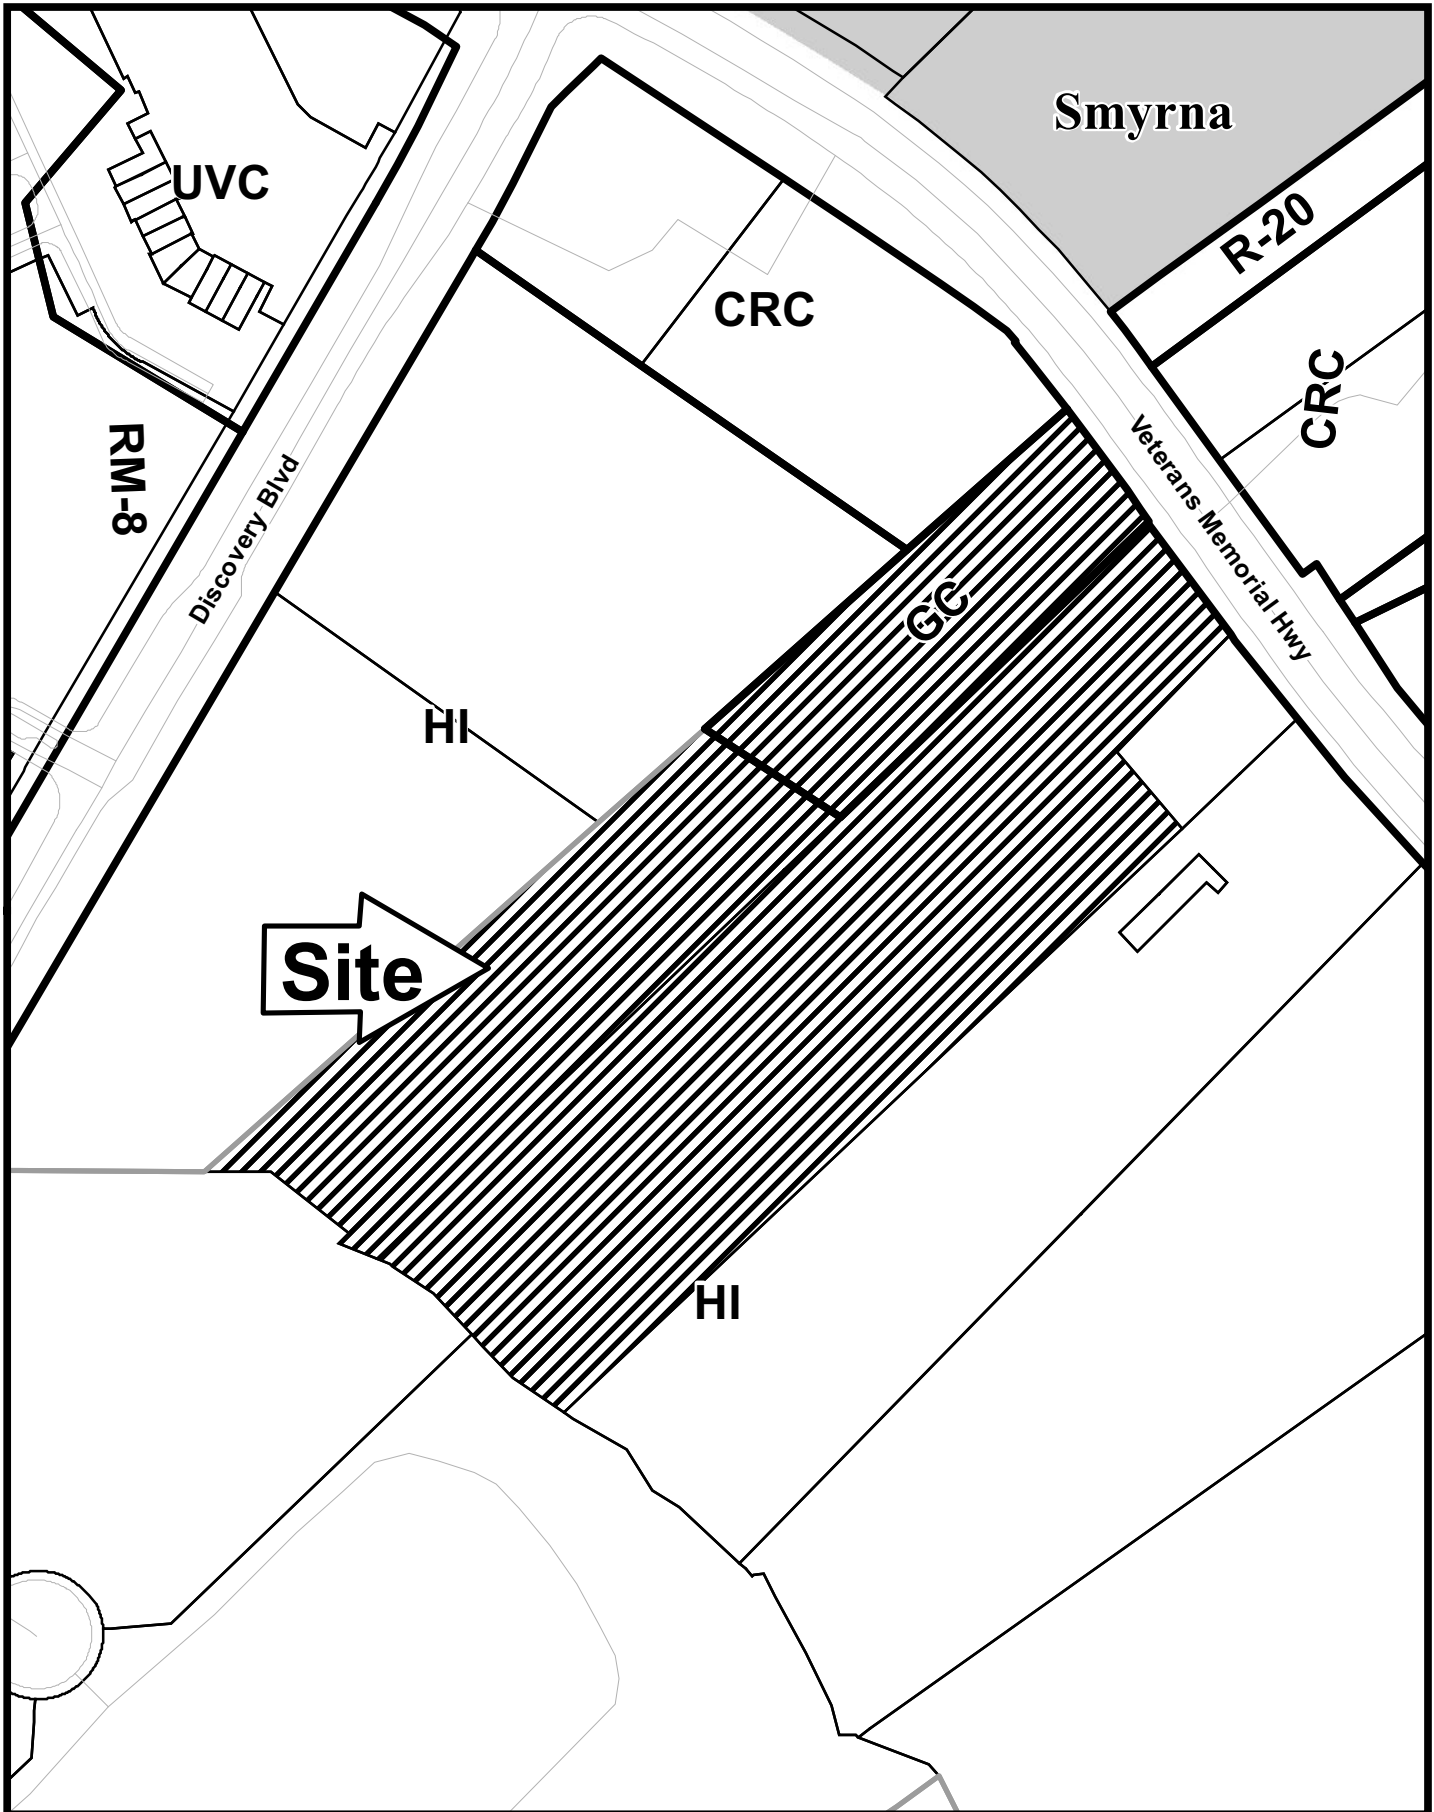 Smyrna
UVC
R-20
CRC
CRC
RM-8
Discovery Blvd
Veterans Memorial Hwy
GC
HI
Site
HI